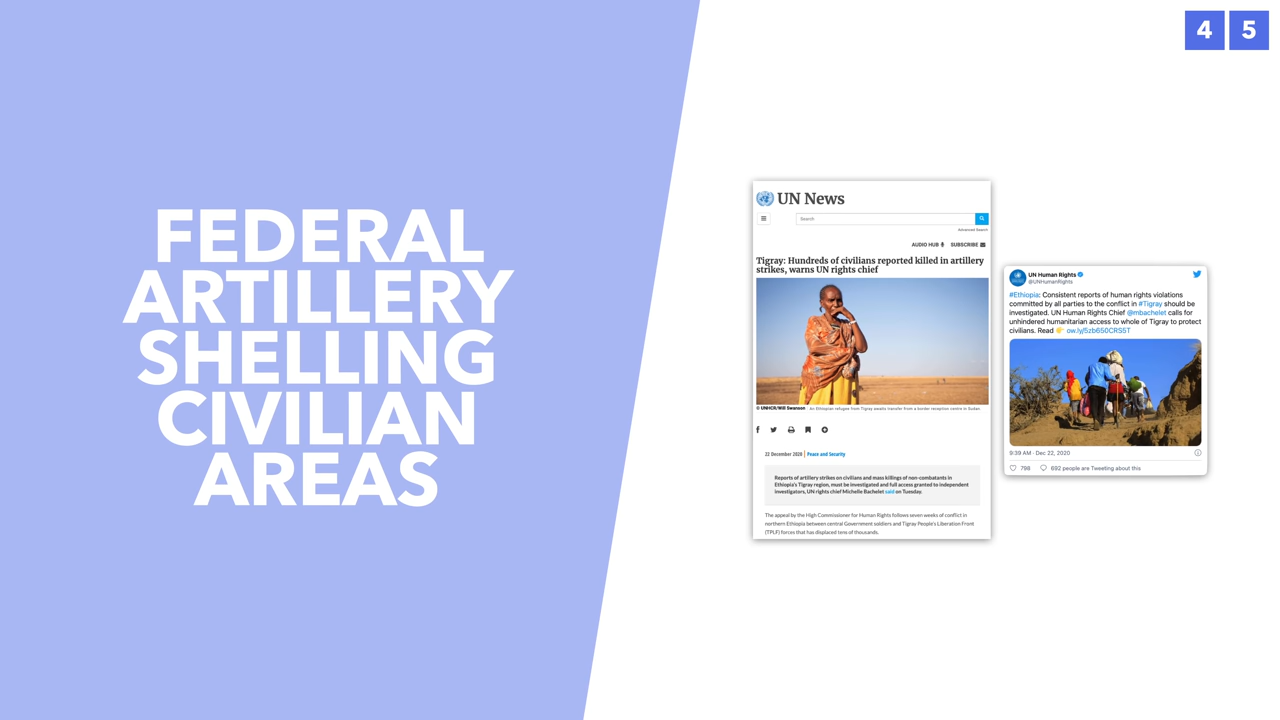 4 5
FEDERAL
ARTILLERY
SHELLING
CIVILIAN
AREAS
UN News
Search
Advanced Search
AUDIO HUB SUBSCRIBE
Tigray: Hundreds of civilians reported killed in artillery
strikes, warns UN rights chief
© UNHCR/Will Swanson An Ethiopian refugee from Tigray awaits transfer from a border reception centre in Sudan
22 December 2020 | Peace and Security
Reports of artillery strikes on civilians and mass killings of non-combatants in
Ethiopia's Tigray region, must be investigated and full access granted to independent
investigators, UN rights chief Michelle Bachelet said on Tuesday.
The appeal by the High Commissioner for Human Rights follows seven weeks of conflict in
northern Ethiopia between central Government soldiers and Tigray People's Liberation Front
(TPLF) forces that has displaced tens of thousands.
UN Human Rights
@UNHumanRights
#Ethiopia: Consistent reports of human rights violations
committed by all parties to the conflict in #Tigray should be
investigated. UN Human Rights Chief @mbachelet calls for
unhindered humanitarian access to whole of Tigray to protect
civilians. Read 👉 ow.ly/5zb650CRS5T
9:39 AM · Dec 22, 2020
798 692 people are Tweeting about this